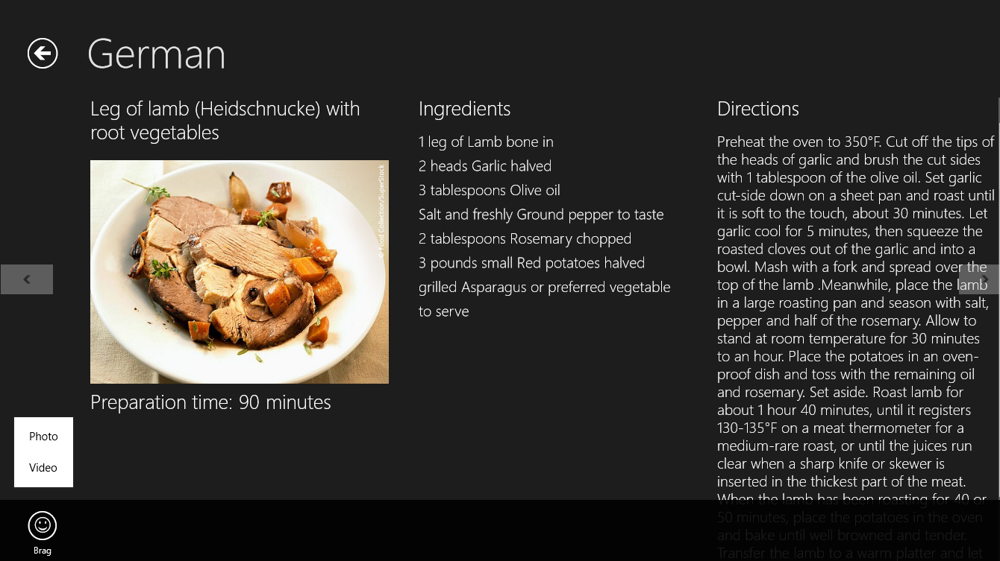 German
Leg of lamb (Heidschnucke) with
root vegetables
© Food Collection/SuperStock
Preparation time: 90 minutes
Ingredients
1 leg of Lamb bone in
2 heads Garlic halved
3 tablespoons Olive oil
Salt and freshly Ground pepper to taste
2 tablespoons Rosemary chopped
3 pounds small Red potatoes halved
grilled Asparagus or preferred vegetable
to serve
Directions
Preheat the oven to 350°F. Cut off the tips of
the heads of garlic and brush the cut sides
with 1 tablespoon of the olive oil. Set garlic
cut-side down on a sheet pan and roast until
it is soft to the touch, about 30 minutes. Let
garlic cool for 5 minutes, then squeeze the
roasted cloves out of the garlic and into a
bowl. Mash with a fork and spread over the
top of the lamb .Meanwhile, place the lamb
in a large roasting pan and season with salt,
pepper and half of the rosemary. Allow to
stand at room temperature for 30 minutes
to an hour. Place the potatoes in an oven-
proof dish and toss with the remaining oil
and rosemary. Set aside. Roast lamb for
about 1 hour 40 minutes, until it registers
130-135°F on a meat thermometer for a
medium-rare roast, or until the juices run
clear when a sharp knife or skewer is
inserted in the thickest part of the meat.
When the lamb has been roasting for 40 or
50 minutes, place the potatoes in the oven
and bake until well browned and tender.
Transfer the lamb to a warm platter and let
Photo
Video
Brag